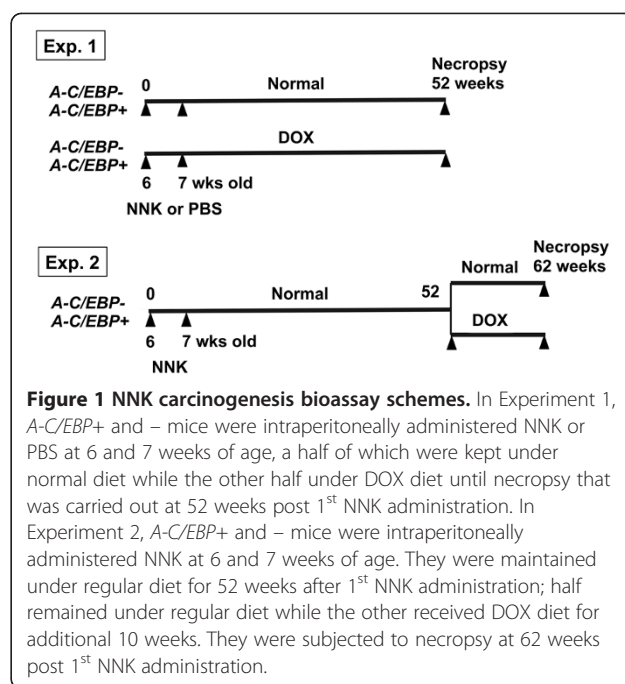 Exp. 1
Necropsy
A-C/EBP- 0 Normal 52 weeks
A-C/EBP+
A-C/EBP- DOX
A-C/EBP+
6 7 wks old
NNK or PBS
Exp. 2
Necropsy
Normal 62 weeks
A-C/EBP- 0 Normal 52
A-C/EBP+ DOX
6 7 wks old
NNK
Figure 1 NNK carcinogenesis bioassay schemes. In Experiment 1,
A-C/EBP+ and – mice were intraperitoneally administered NNK or
PBS at 6 and 7 weeks of age, a half of which were kept under
normal diet while the other half under DOX diet until necropsy that
was carried out at 52 weeks post 1st NNK administration. In
Experiment 2, A-C/EBP+ and – mice were intraperitoneally
administered NNK at 6 and 7 weeks of age. They were maintained
under regular diet for 52 weeks after 1st NNK administration; half
remained under regular diet while the other received DOX diet for
additional 10 weeks. They were subjected to necropsy at 62 weeks
post 1st NNK administration.